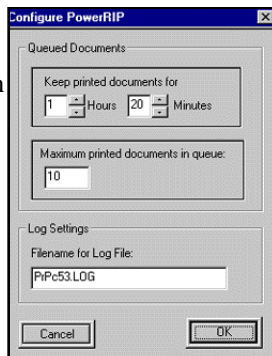 Configure PowerRIP
Queued Documents
Keep printed documents for
1 Hours 20 Minutes
Maximum printed documents in queue:
10
Log Settings
Filename for Log File:
PrPc53.LOG
Cancel OK